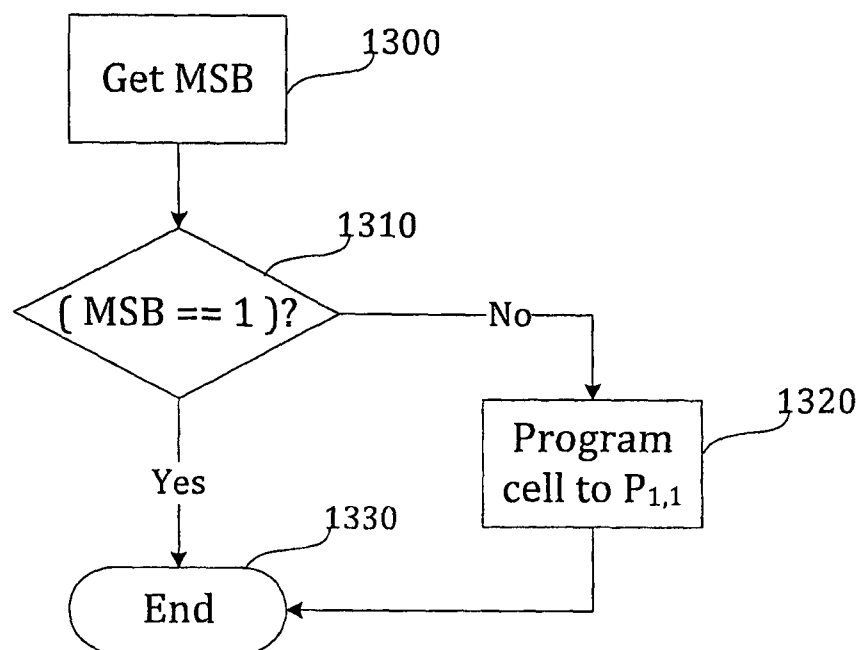 1300
Get MSB
1310
( MSB == 1 )?
No
1320
Program
cell to P1,1
Yes
1330
End